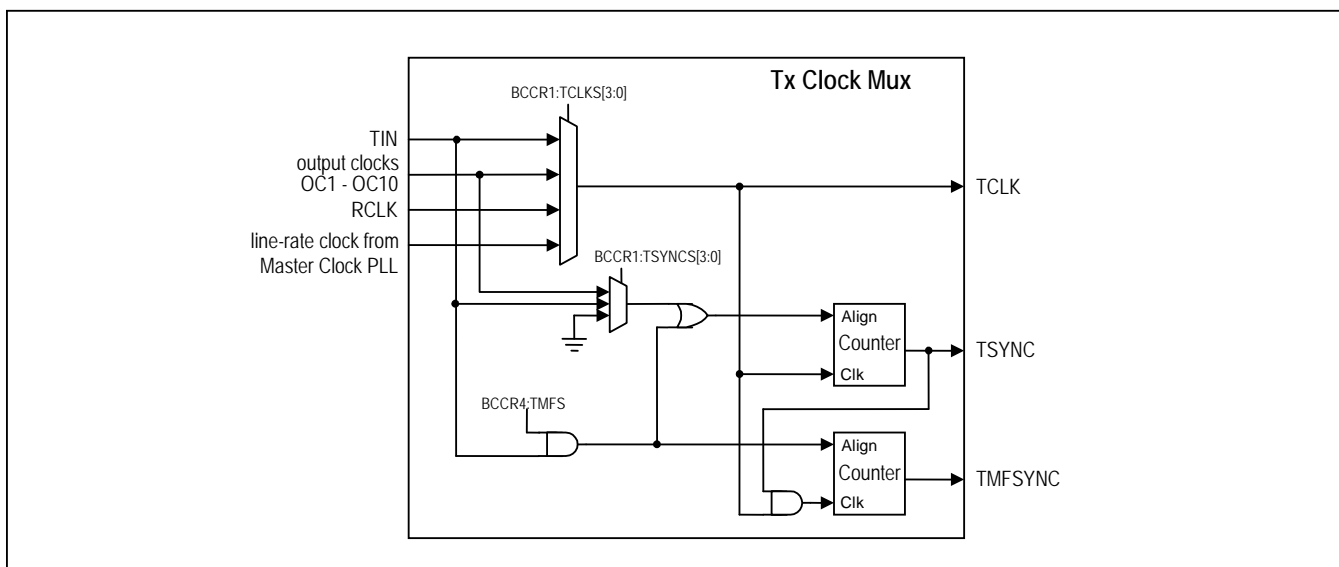 Tx Clock Mux
BCCR1:TCLKS[3:0]
TIN
output clocks
OC1 - OC10
RCLK
line-rate clock from
Master Clock PLL
TCLK
BCCR1:TSYNCS[3:0]
Align
Counter
Clk
TSYNC
BCCR4:TMFS
Align
Counter
Clk
TMFSYNC